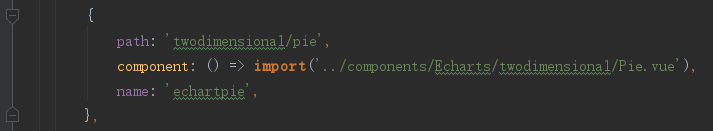 {
path: 'twodimensional/pie',
component: () => import('../components/Echarts/twodimensional/Pie.vue'),
name: 'echartpie',
},